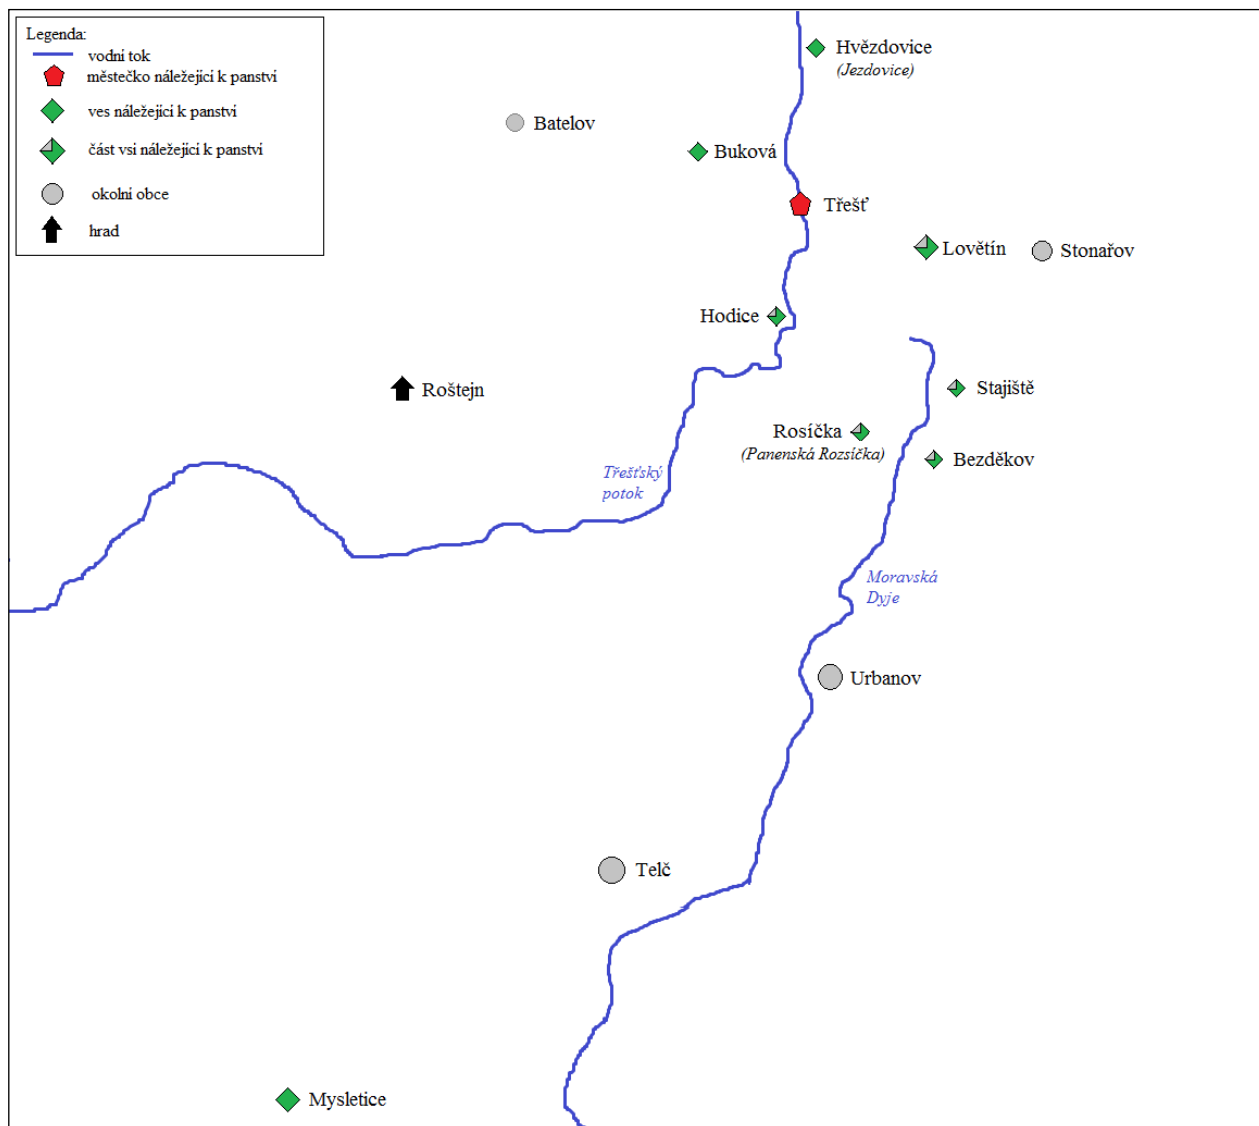 Legenda:
vodní tok
městečko náležející k panství
ves náležející k panství
část vsi náležející k panství
okolní obce
hrad
Hvězdovice
(Jezdovice)
Batelov
Buková
Třešť
Lovětín
Stonařov
Hodice
Roštejn
Stajiště
Rosíčka
(Panenská Rozsíčka)
Bezděkov
Třešťský
potok
Moravská
Dyje
Urbanov
Telč
Mysletice